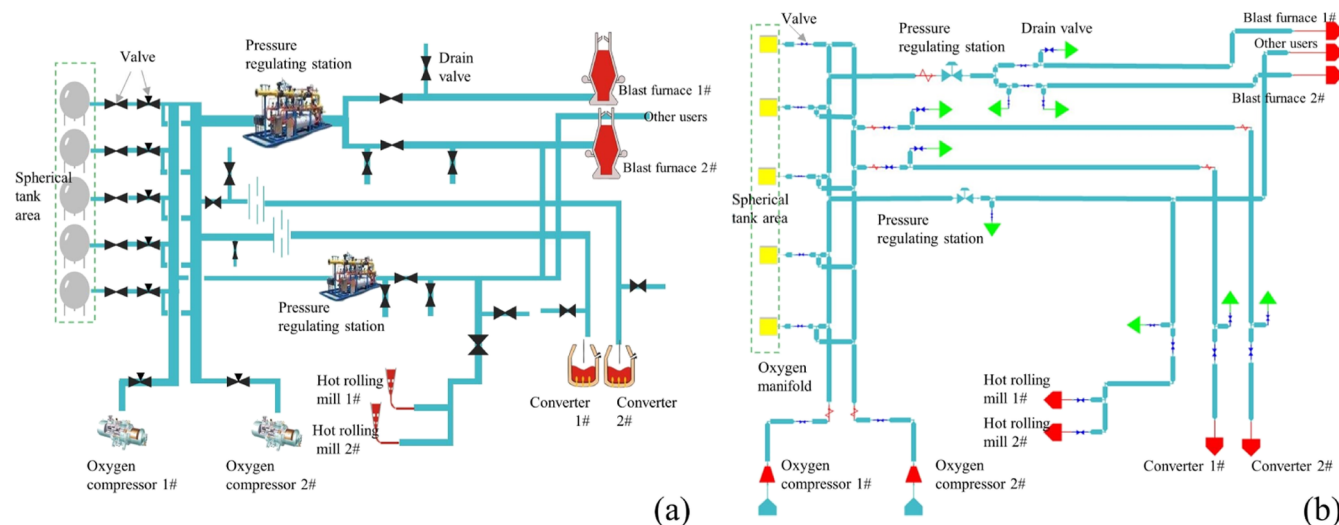 Valve
Pressure
regulating station
Drain
valve
Blast furnace 1#
Other users
Blast furnace 2#
Spherical
tank
area
Pressure
regulating station
Hot rolling
mill 1#
Hot rolling
mill 2#
Converter
1#
Converter
2#
Oxygen
compressor 1#
Oxygen
compressor 2#
(a)
Valve
Pressure
regulating station
Drain valve
Blast furnace 1#
Other users
Blast furnace 2#
Spherical
tank area
Pressure
regulating station
Oxygen
manifold
Hot rolling
mill 1#
Hot rolling
mill 2#
Converter 1#
Converter 2#
Oxygen
compressor 1#
Oxygen
compressor 2#
(b)